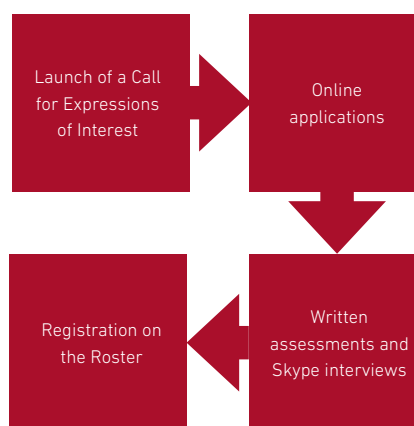 Launch of a Call
for Expressions
of Interest
Online
applications
Written
assessments and
Skype interviews
Registration on
the Roster